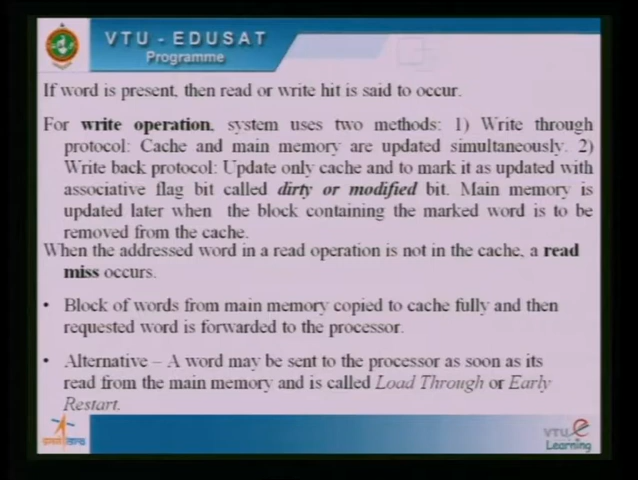 VTU - EDUSAT
Programme
If word is present, then read or write hit is said to occur.
For write operation, system uses two methods: 1) Write through
protocol: Cache and main memory are updated simultaneously. 2)
Write back protocol: Update only cache and to mark it as updated with
associative flag bit called dirty or modified bit. Main memory is
updated later when the block containing the marked word is to be
removed from the cache.
When the addressed word in a read operation is not in the cache, a read
miss occurs.
• Block of words from main memory copied to cache fully and then
requested word is forwarded to the processor.
• Alternative – A word may be sent to the processor as soon as its
read from the main memory and is called Load Through or Early
Restart.
VTU e
Learning